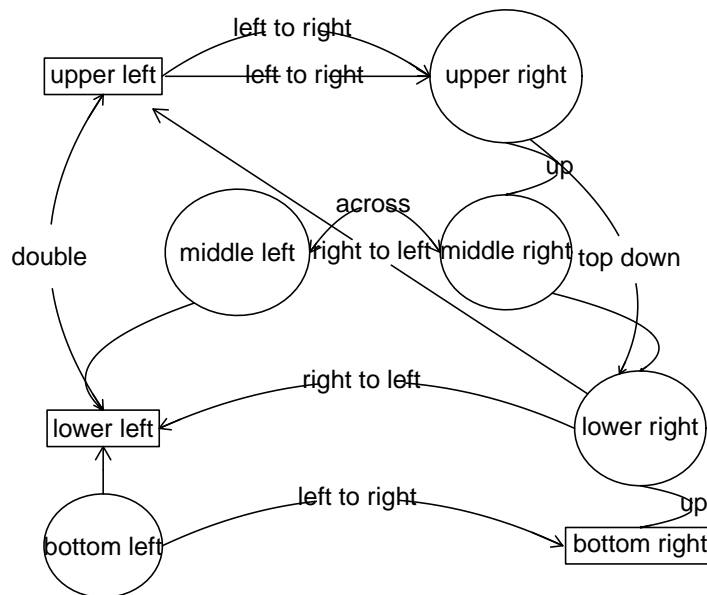 left to right
upper left
left to right
upper right
up
across
middle left
right to left
middle right
double
top down
right to left
lower left
lower right
left to right
up
bottom left
bottom right